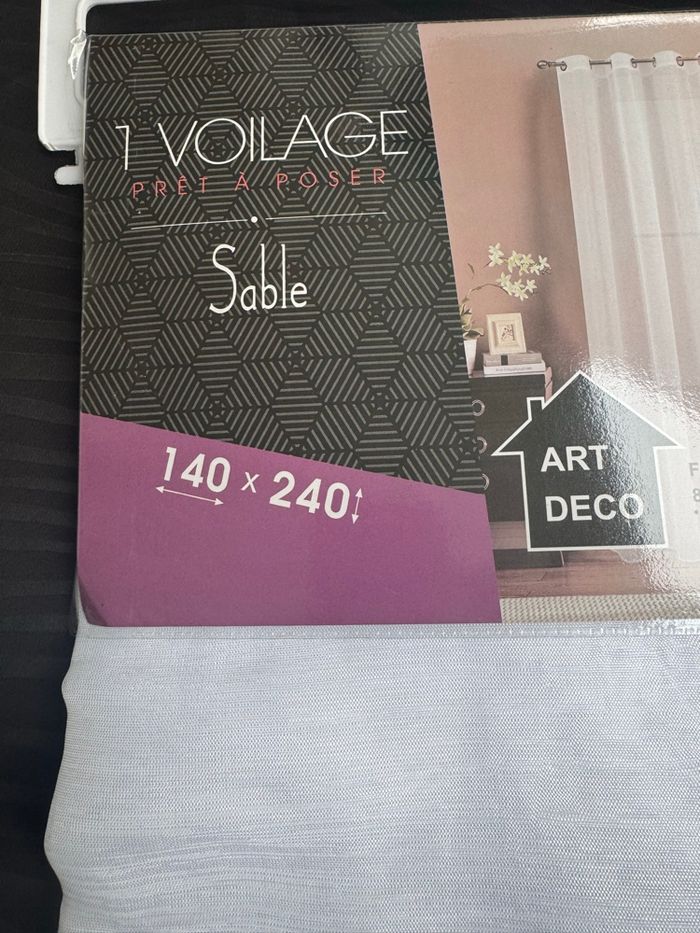 1 VOILAGE
PRÊT À POSER
Sable
140 x 240
ART
DECO
F